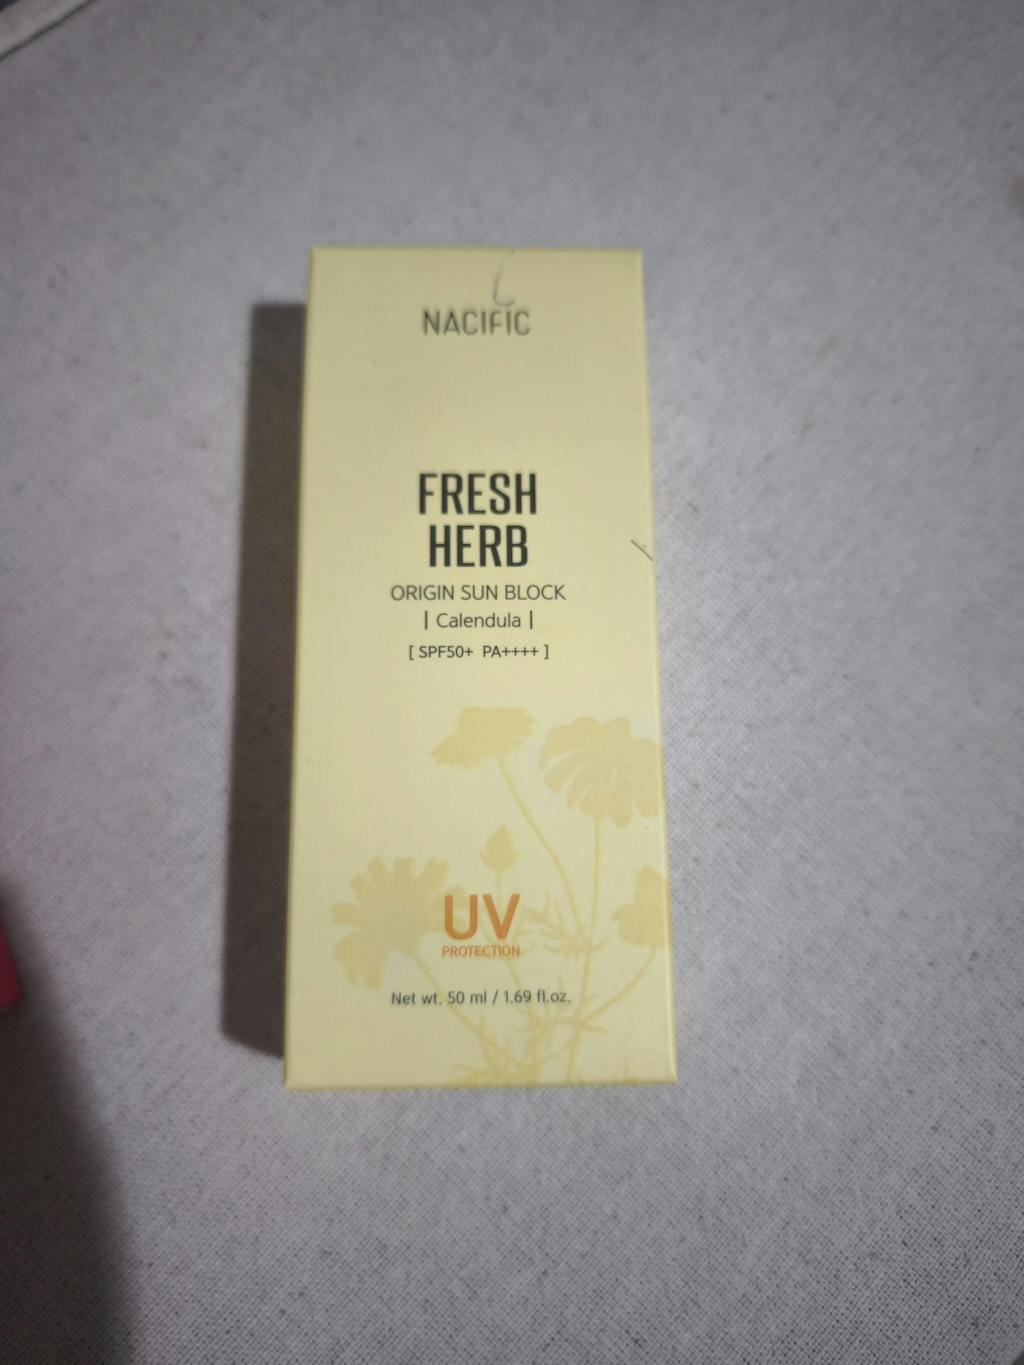 NACIFIC
FRESH
HERB
ORIGIN SUN BLOCK
| Calendula |
[ SPF50+ PA++++ ]
UV
PROTECTION
Net wt. 50 ml / 1.69 fl.oz.